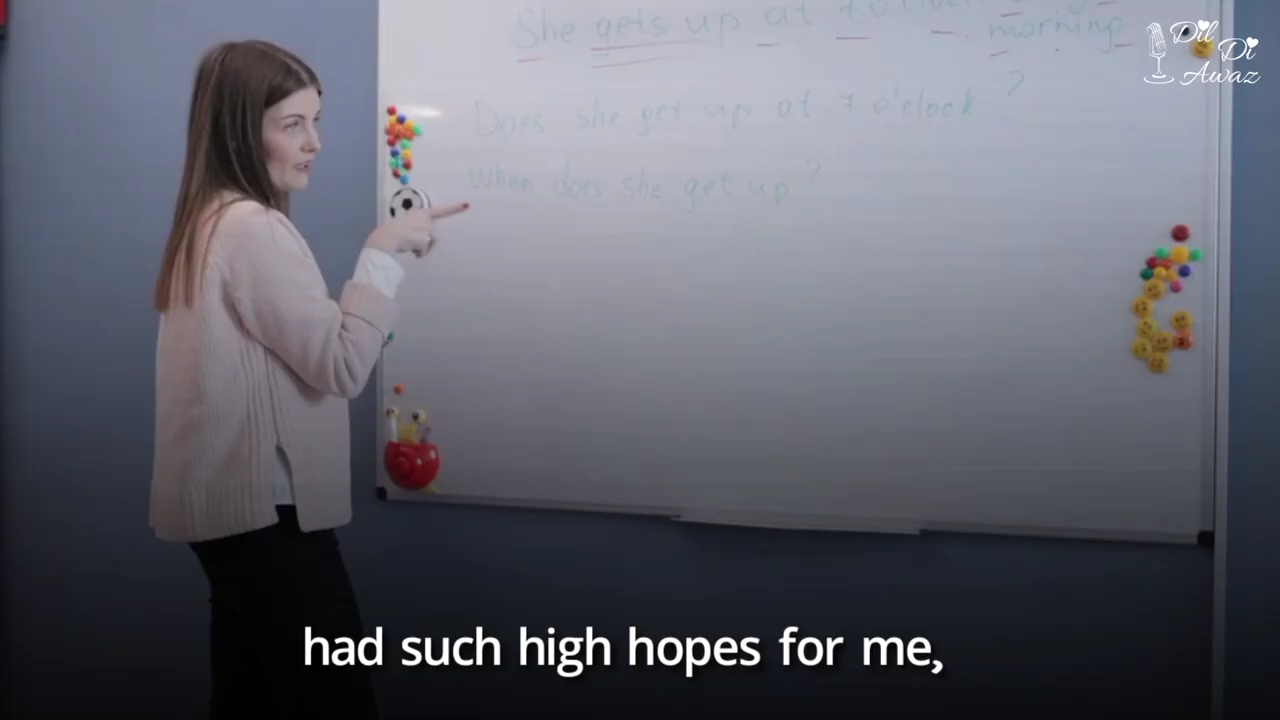 She gets up at 7 o'clock
morning
Does she get up at 7 o'clock ?
When does she get up ?
Dil
Di
Awaz
had such high hopes for me,